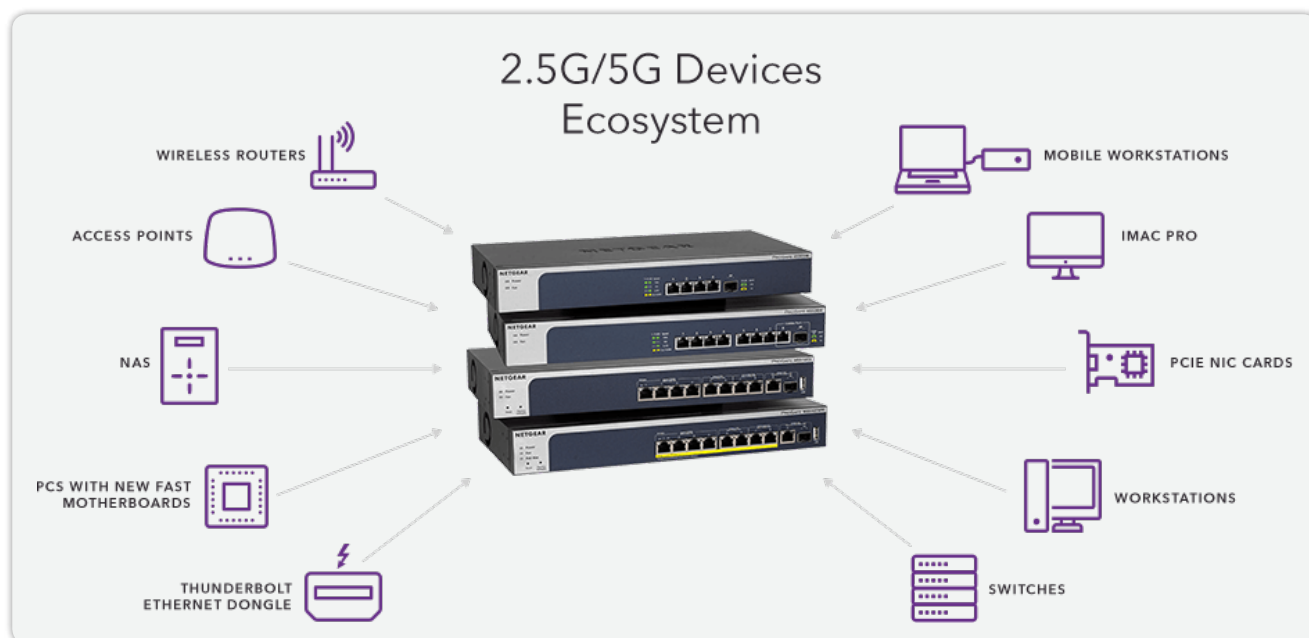 2.5G/5G Devices
Ecosystem
WIRELESS ROUTERS
ACCESS POINTS
NAS
PCS WITH NEW FAST
MOTHERBOARDS
THUNDERBOLT
ETHERNET DONGLE
MOBILE WORKSTATIONS
IMAC PRO
PCIE NIC CARDS
WORKSTATIONS
SWITCHES
NETGEAR
NETGEAR
NETGEAR
NETGEAR
NETGEAR